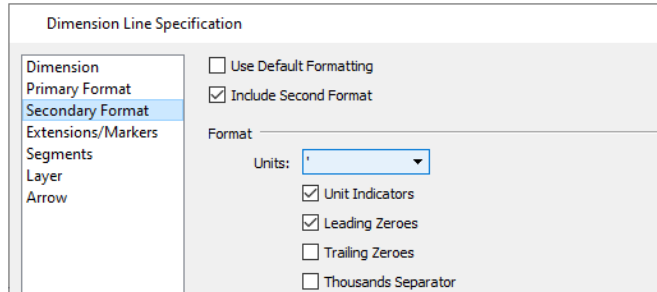 Dimension Line Specification
Dimension
Primary Format
Secondary Format
Extensions/Markers
Segments
Layer
Arrow
Use Default Formatting
Include Second Format
Format
Units: '
Unit Indicators
Leading Zeroes
Trailing Zeroes
Thousands Separator